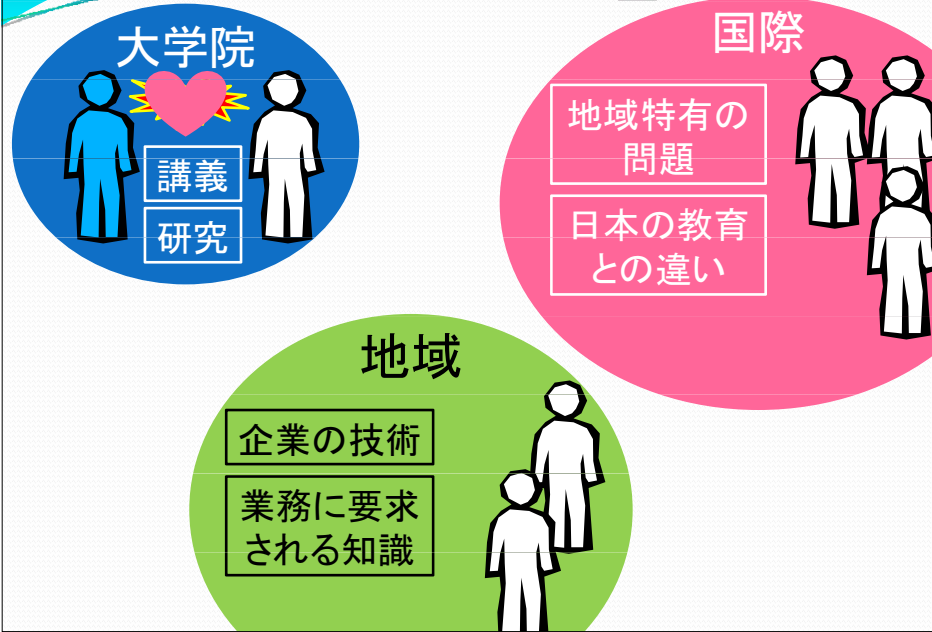 大学院
講義
研究
国際
地域特有の
問題
日本の教育
との違い
地域
企業の技術
業務に要求
される知識